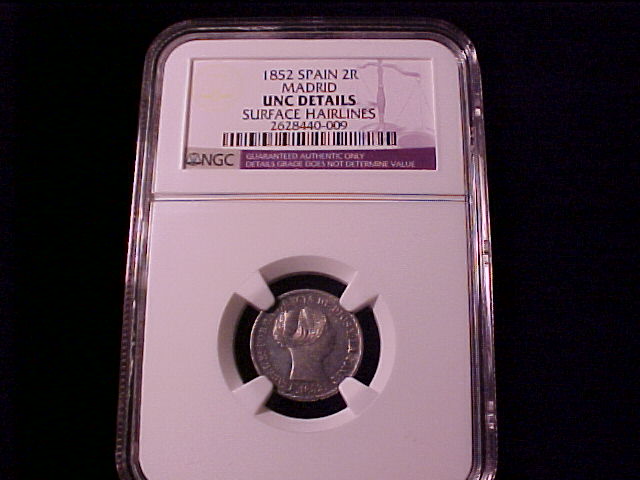 1852 SPAIN 2R
MADRID
UNC DETAILS
SURFACE HAIRLINES
2628440-009
NGC
GUARANTEED AUTHENTIC ONLY
DETAILS GRADE DOES NOT DETERMINE VALUE